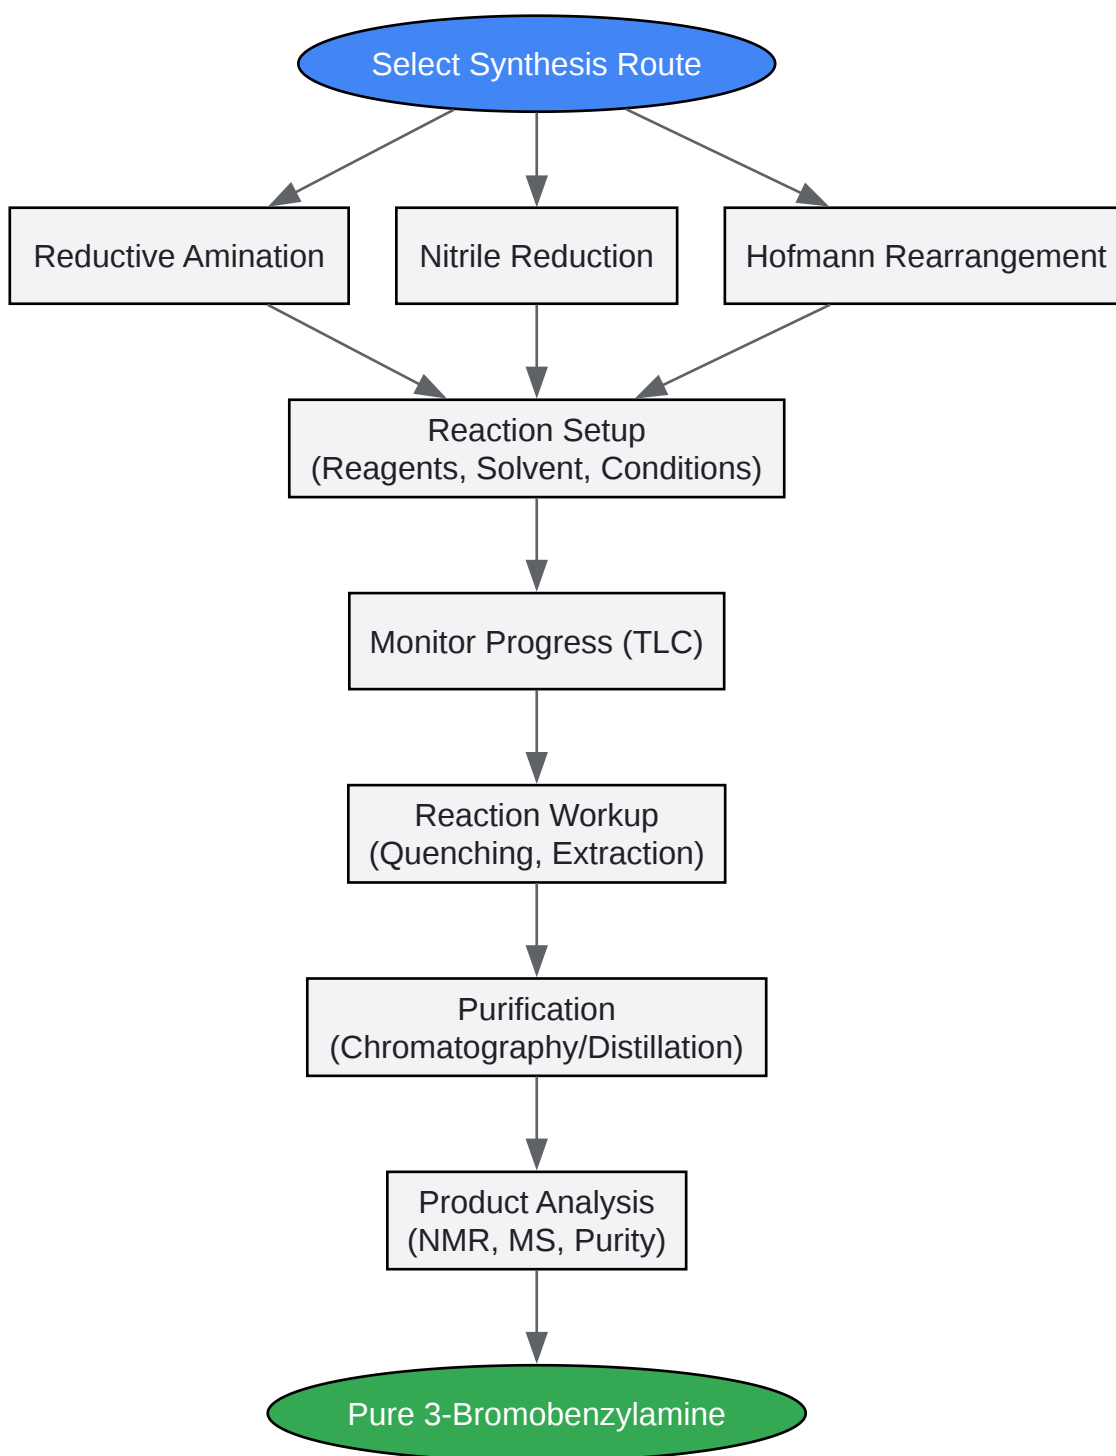 Select Synthesis Route
Reductive Amination
Nitrile Reduction
Hofmann Rearrangement
Reaction Setup
(Reagents, Solvent, Conditions)
Monitor Progress (TLC)
Reaction Workup
(Quenching, Extraction)
Purification
(Chromatography/Distillation)
Product Analysis
(NMR, MS, Purity)
Pure 3-Bromobenzylamine